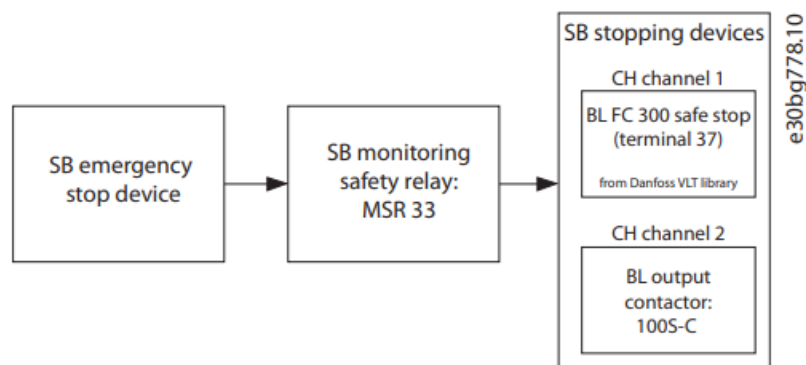 SB emergency
stop device
SB monitoring
safety relay:
MSR 33
SB stopping devices
CH channel 1
BL FC 300 safe stop
(terminal 37)
from Danfoss VLT library
CH channel 2
BL output
contactor:
100S-C
e30bg778.10